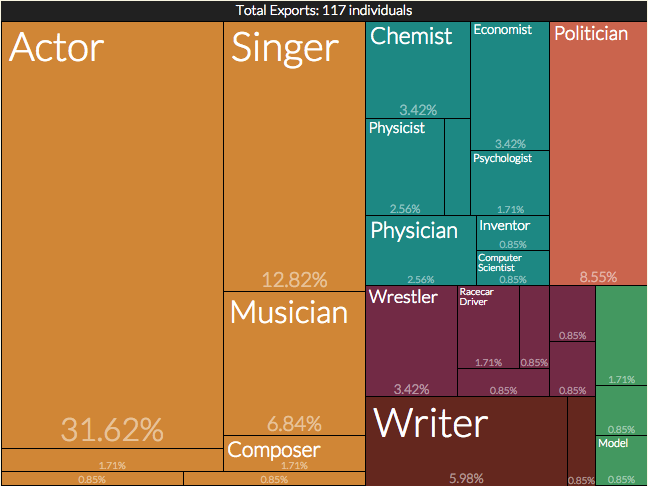 Total Exports: 117 individuals
Actor
31.62%
1.71%
0.85%
0.85%
Singer
12.82%
Musician
6.84%
Composer
1.71%
Chemist
3.42%
Economist
3.42%
Physicist
2.56%
Psychologist
1.71%
Physician
2.56%
Inventor
0.85%
Computer
Scientist
0.85%
Politician
8.55%
Wrestler
3.42%
Racecar
Driver
1.71%
0.85%
0.85%
0.85%
0.85%
Writer
5.98%
0.85%
1.71%
0.85%
Model
0.85%